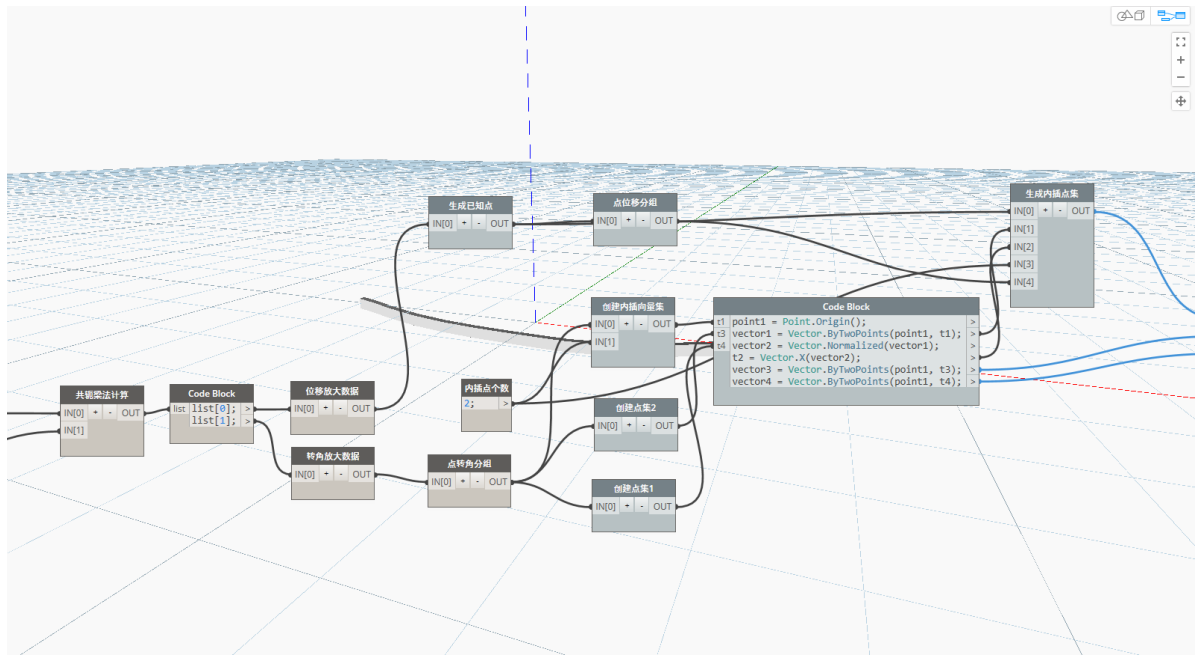 生成内插点集
IN[0] + - OUT
IN[1]
IN[2]
IN[3]
IN[4]
生成已知点
IN[0] + - OUT
点位移分组
IN[0] + - OUT
创建内插向量集
IN[0] + - OUT
IN[1]
Code Block
t1 point1 = Point.Origin(); >
t3 vector1 = Vector.ByTwoPoints(point1, t1); >
t4 vector2 = Vector.Normalized(vector1); >
t2 = Vector.X(vector2); >
vector3 = Vector.ByTwoPoints(point1, t3); >
vector4 = Vector.ByTwoPoints(point1, t4); >
共轭梁法计算
IN[0] + - OUT
IN[1]
Code Block
list list[0]; >
list[1]; >
位移放大数据
IN[0] + - OUT
内插点个数
2; >
创建点集2
IN[0] + - OUT
转角放大数据
IN[0] + - OUT
点转角分组
IN[0] + - OUT
创建点集1
IN[0] + - OUT